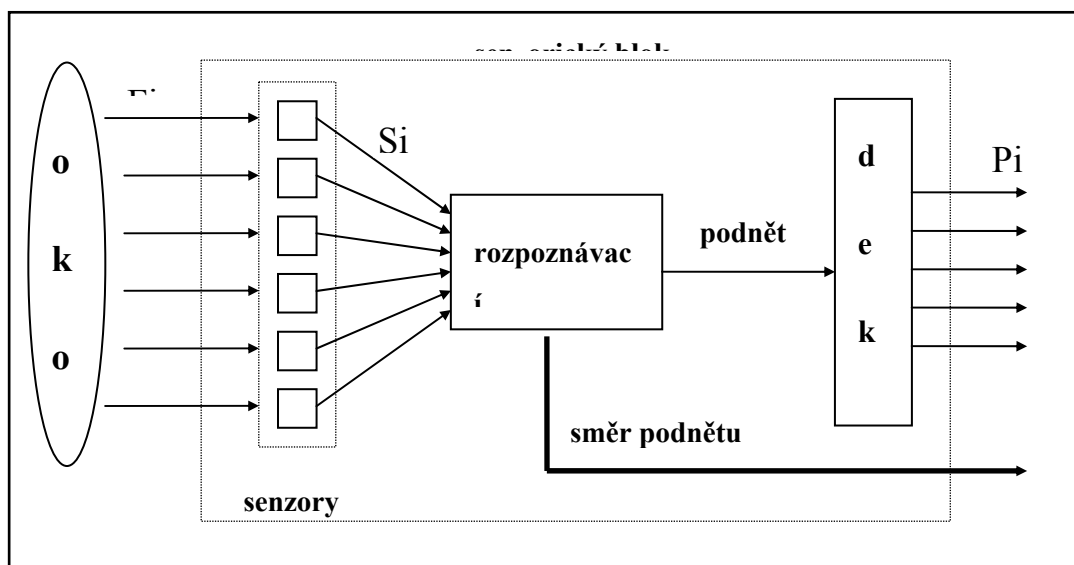 o
k
o
Si
rozpoznávac
í
podnět
směr podnětu
senzory
d
e
k
Pi